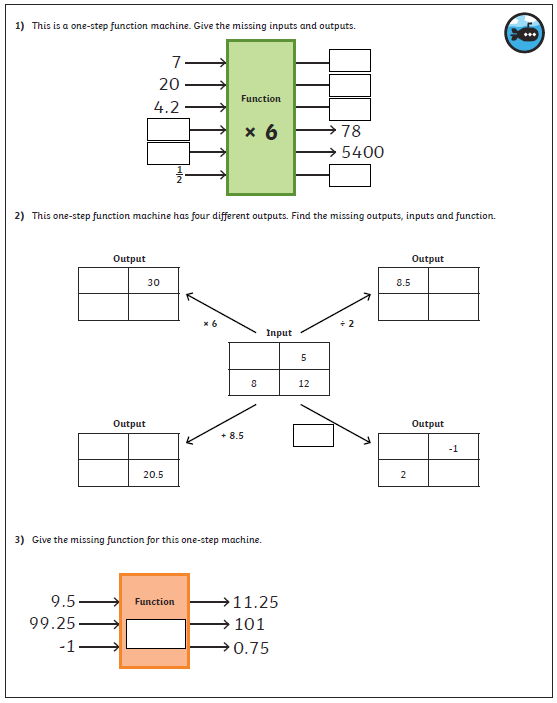 1) This is a one-step function machine. Give the missing inputs and outputs.
7
20
Function
4.2
× 6
78
5400
1/2
2) This one-step function machine has four different outputs. Find the missing outputs, inputs and function.
Output Output
30 8.5
× 6 ÷ 2
Input
5
8 12
Output Output
+ 8.5
-1
20.5 2
3) Give the missing function for this one-step machine.
9.5 Function 11.25
99.25 101
-1 0.75